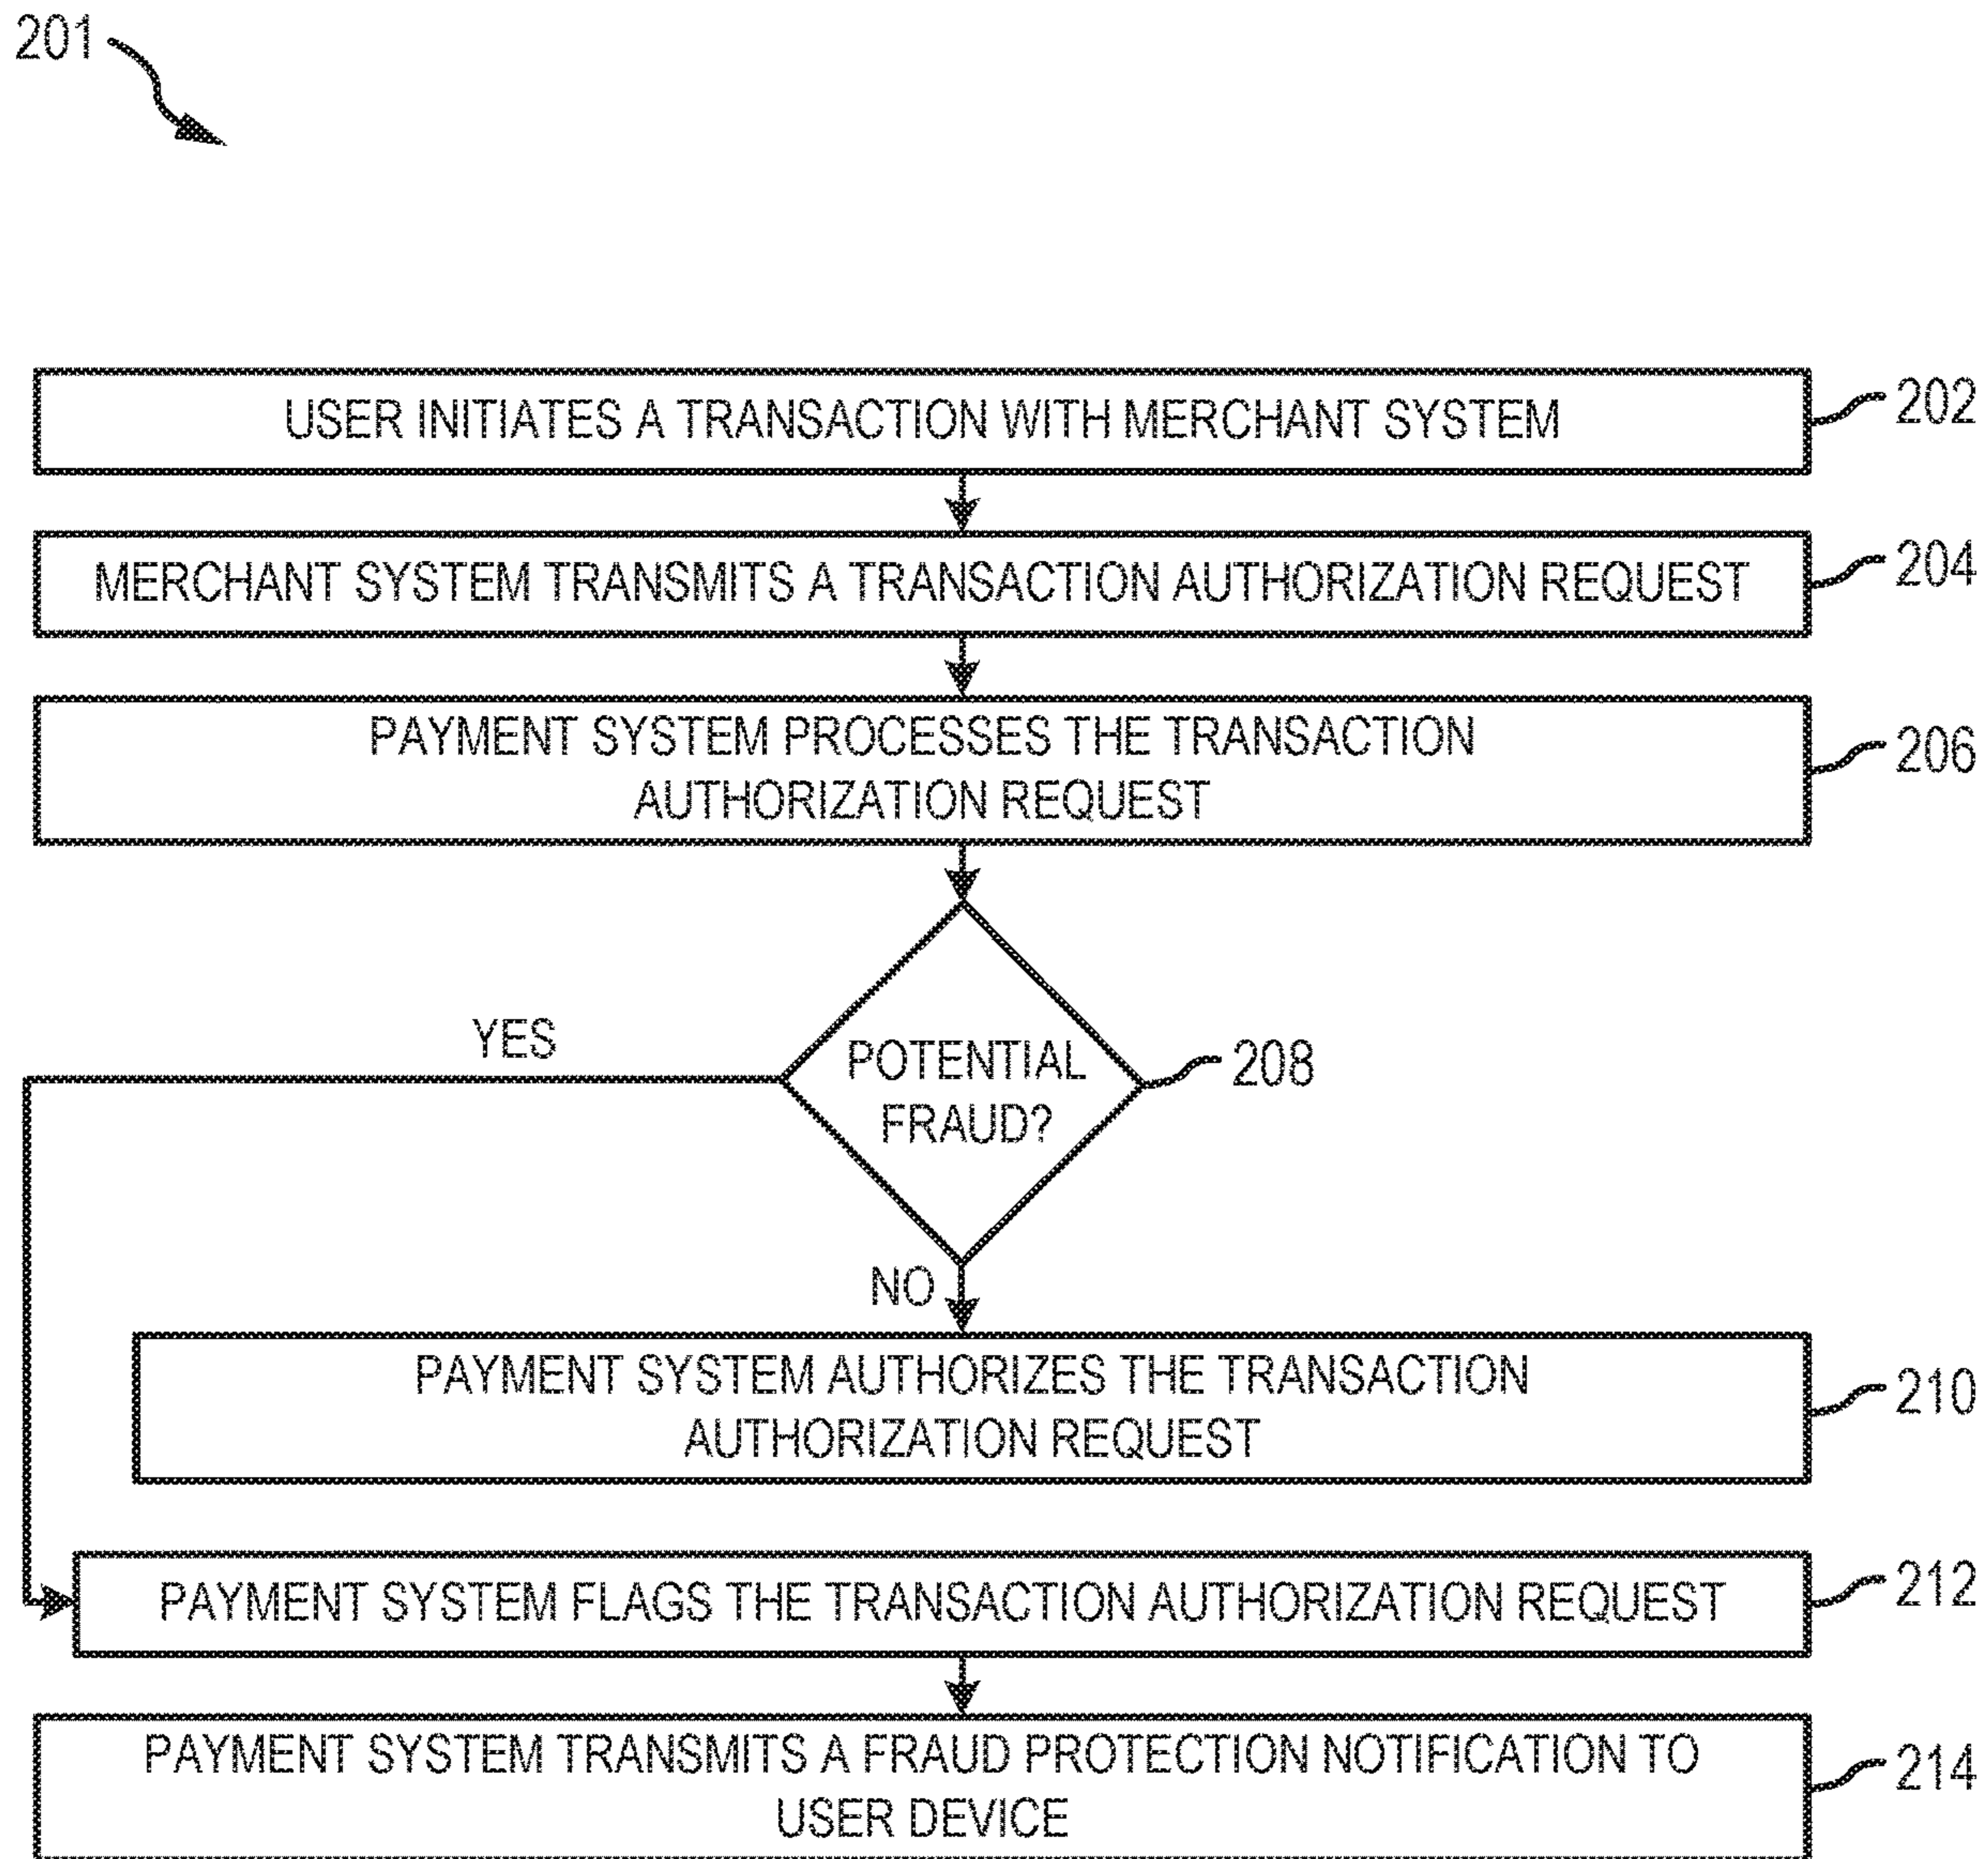 201
USER INITIATES A TRANSACTION WITH MERCHANT SYSTEM
202
MERCHANT SYSTEM TRANSMITS A TRANSACTION AUTHORIZATION REQUEST
204
PAYMENT SYSTEM PROCESSES THE TRANSACTION
AUTHORIZATION REQUEST
206
YES
POTENTIAL
FRAUD?
208
NO
PAYMENT SYSTEM AUTHORIZES THE TRANSACTION
AUTHORIZATION REQUEST
210
PAYMENT SYSTEM FLAGS THE TRANSACTION AUTHORIZATION REQUEST
212
PAYMENT SYSTEM TRANSMITS A FRAUD PROTECTION NOTIFICATION TO
USER DEVICE
214